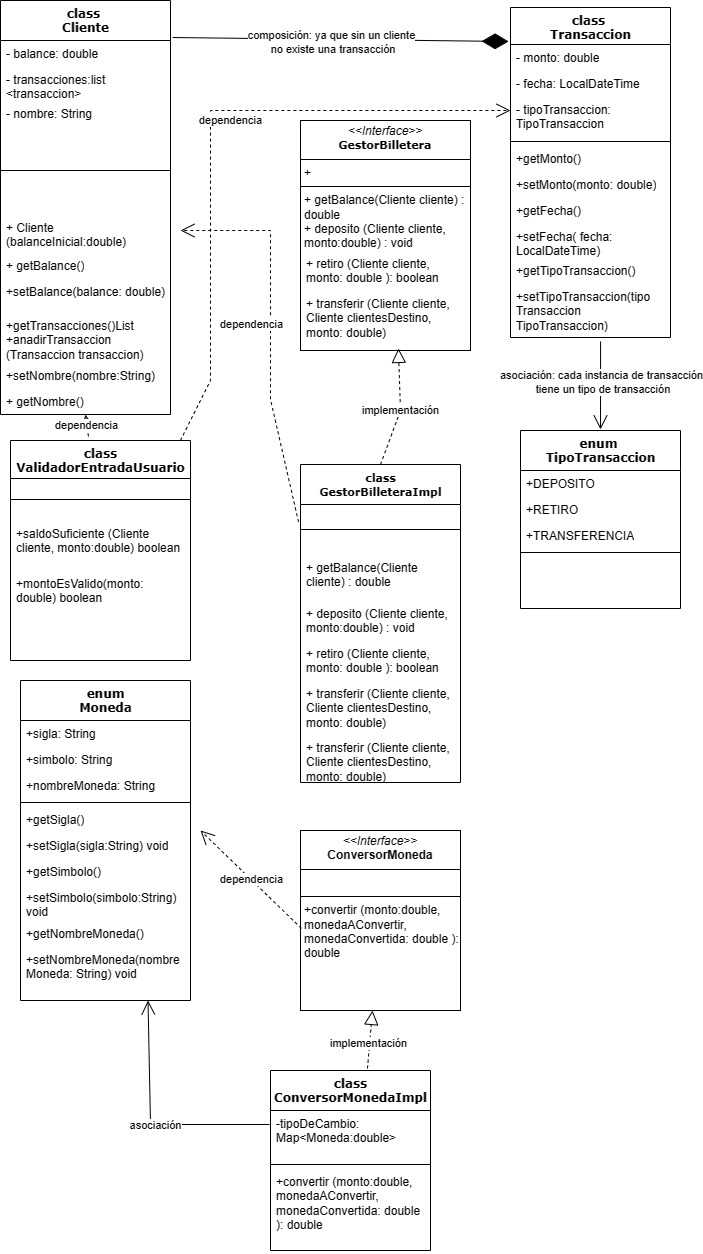 class
Cliente
- balance: double
- transacciones:list
<transaccion>
- nombre: String
+ Cliente
(balanceInicial:double)
+ getBalance()
+setBalance(balance: double)
+getTransacciones()List
+anadirTransaccion
(Transaccion transaccion)
+setNombre(nombre:String)
+ getNombre()
composición: ya que sin un cliente
no existe una transacción
class
Transaccion
- monto: double
- fecha: LocalDateTime
- tipoTransaccion:
TipoTransaccion
+getMonto()
+setMonto(monto: double)
+getFecha()
+setFecha( fecha:
LocalDateTime)
+getTipoTransaccion()
+setTipoTransaccion(tipo
Transaccion
TipoTransaccion)
dependencia
<<Interface>>
GestorBilletera
+
+ getBalance(Cliente cliente) :
double
+ deposito (Cliente cliente,
monto:double) : void
+ retiro (Cliente cliente,
monto: double ): boolean
+ transferir (Cliente cliente,
Cliente clientesDestino,
monto: double)
dependencia
implementación
asociación: cada instancia de transacción
tiene un tipo de transacción
enum
TipoTransaccion
+DEPOSITO
+RETIRO
+TRANSFERENCIA
dependencia
class
ValidadorEntradaUsuario
+saldoSuficiente (Cliente
cliente, monto:double) boolean
+montoEsValido(monto:
double) boolean
class
GestorBilleteraImpl
+ getBalance(Cliente
cliente) : double
+ deposito (Cliente cliente,
monto:double) : void
+ retiro (Cliente cliente,
monto: double ): boolean
+ transferir (Cliente cliente,
Cliente clientesDestino,
monto: double)
+ transferir (Cliente cliente,
Cliente clientesDestino,
monto: double)
enum
Moneda
+sigla: String
+simbolo: String
+nombreMoneda: String
+getSigla()
+setSigla(sigla:String) void
+getSimbolo()
+setSimbolo(simbolo:String)
void
+getNombreMoneda()
+setNombreMoneda(nombre
Moneda: String) void
dependencia
<<Interface>>
ConversorMoneda
+convertir (monto:double,
monedaAConvertir,
monedaConvertida: double ):
double
implementación
asociación
class
ConversorMonedaImpl
-tipoDeCambio:
Map<Moneda:double>
+convertir (monto:double,
monedaAConvertir,
monedaConvertida: double
): double